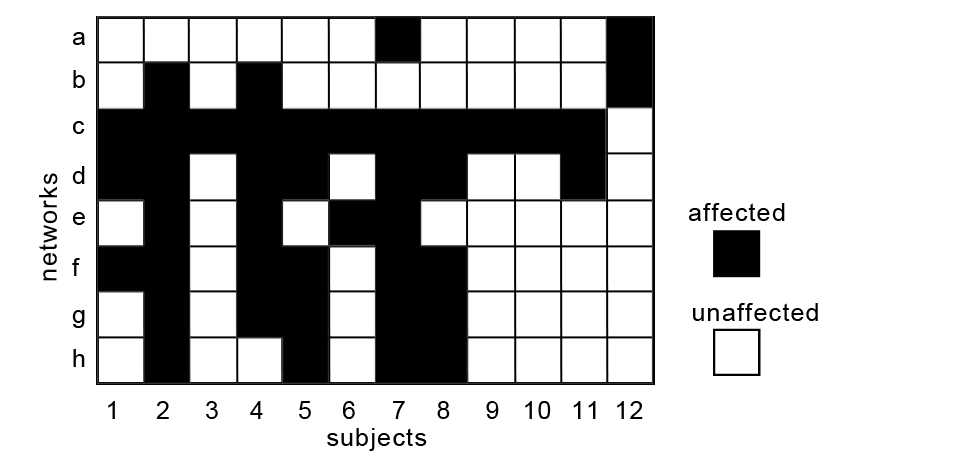 a
b
c
d
e
f
g
h
networks
1 2 3 4 5 6 7 8 9 10 11 12
subjects
affected
unaffected